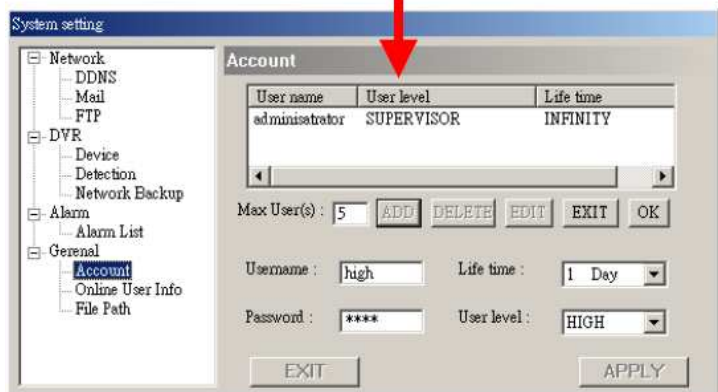 System setting
Network
DDNS
Mail
FTP
DVR
Device
Detection
Network Backup
Alarm
Alarm List
Gerenal
Account
Online User Info
File Path
Account
User name User level Life time
adminisatrator SUPERVISOR INFINITY
Max User(s) : 5 ADD DELETE EDIT EXIT OK
Username : high Life time : 1 Day
Password : **** User level : HIGH
EXIT APPLY